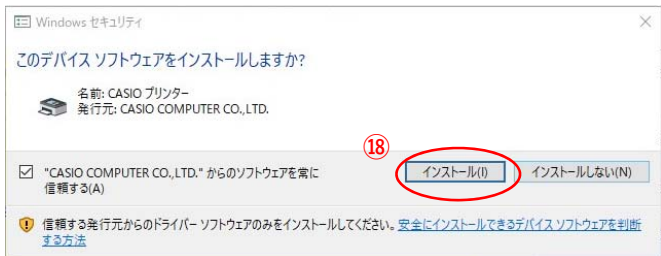 Windows セキュリティ
このデバイス ソフトウェアをインストールしますか?
名前: CASIO プリンター
発行元: CASIO COMPUTER CO.,LTD.
⑱
"CASIO COMPUTER CO.,LTD." からのソフトウェアを常に
信頼する(A)
インストール(I)
インストールしない(N)
信頼する発行元からのドライバー ソフトウェアのみをインストールしてください。安全にインストールできるデバイス ソフトウェアを判断
する方法